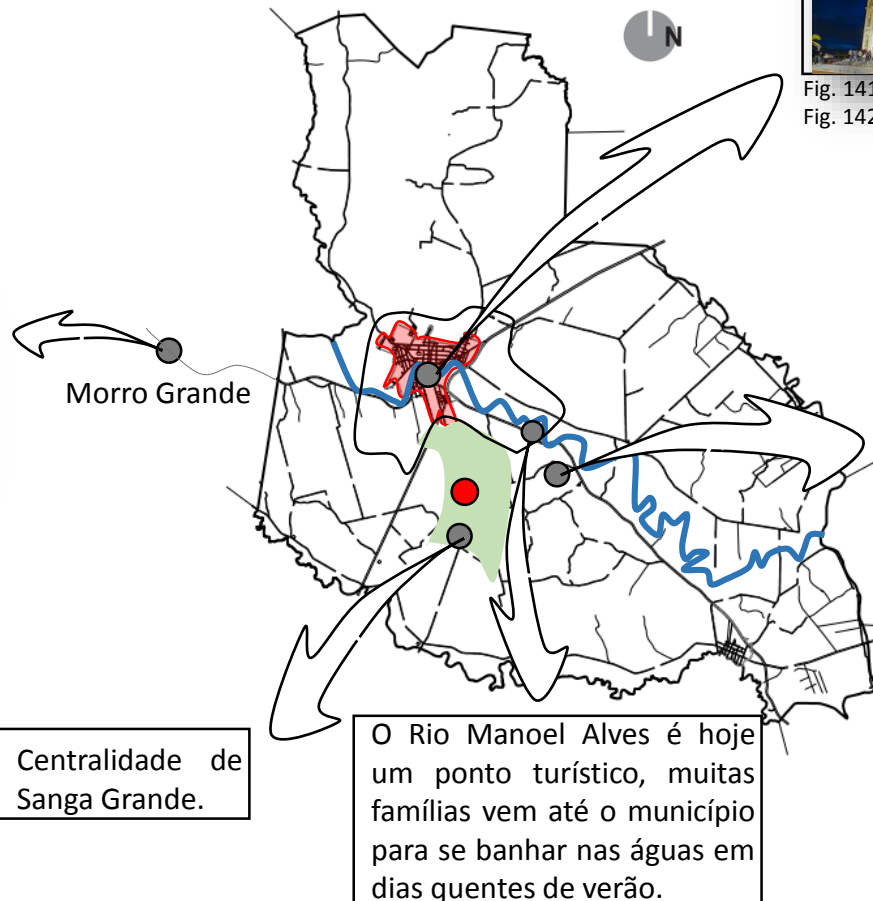 N
Fig. 141
Fig. 142
Morro Grande
Centralidade de
Sanga Grande.
O Rio Manoel Alves é hoje
um ponto turístico, muitas
famílias vem até o município
para se banhar nas águas em
dias quentes de verão.